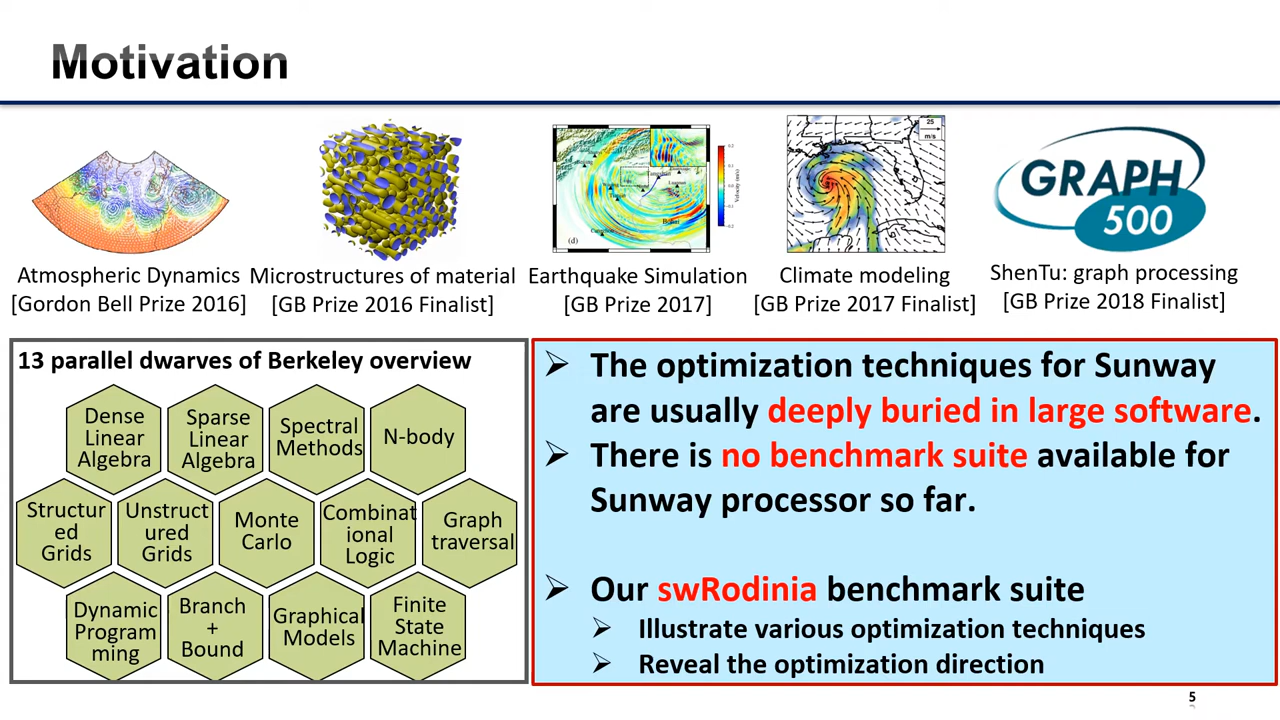 Motivation
25
m/s
(d)
GRAPH
500
Atmospheric Dynamics
[Gordon Bell Prize 2016]
Microstructures of material
[GB Prize 2016 Finalist]
Earthquake Simulation
[GB Prize 2017]
Climate modeling
[GB Prize 2017 Finalist]
ShenTu: graph processing
[GB Prize 2018 Finalist]
13 parallel dwarves of Berkeley overview
Dense
Linear
Algebra
Sparse
Linear
Algebra
Spectral
Methods
N-body
Structur
ed
Grids
Unstruct
ured
Grids
Monte
Carlo
Combinat
ional
Logic
Graph
traversal
Dynamic
Program
ming
Branch
+
Bound
Graphical
Models
Finite
State
Machine
➢ The optimization techniques for Sunway
are usually deeply buried in large software.
➢ There is no benchmark suite available for
Sunway processor so far.
➢ Our swRodinia benchmark suite
➢ Illustrate various optimization techniques
➢ Reveal the optimization direction
5